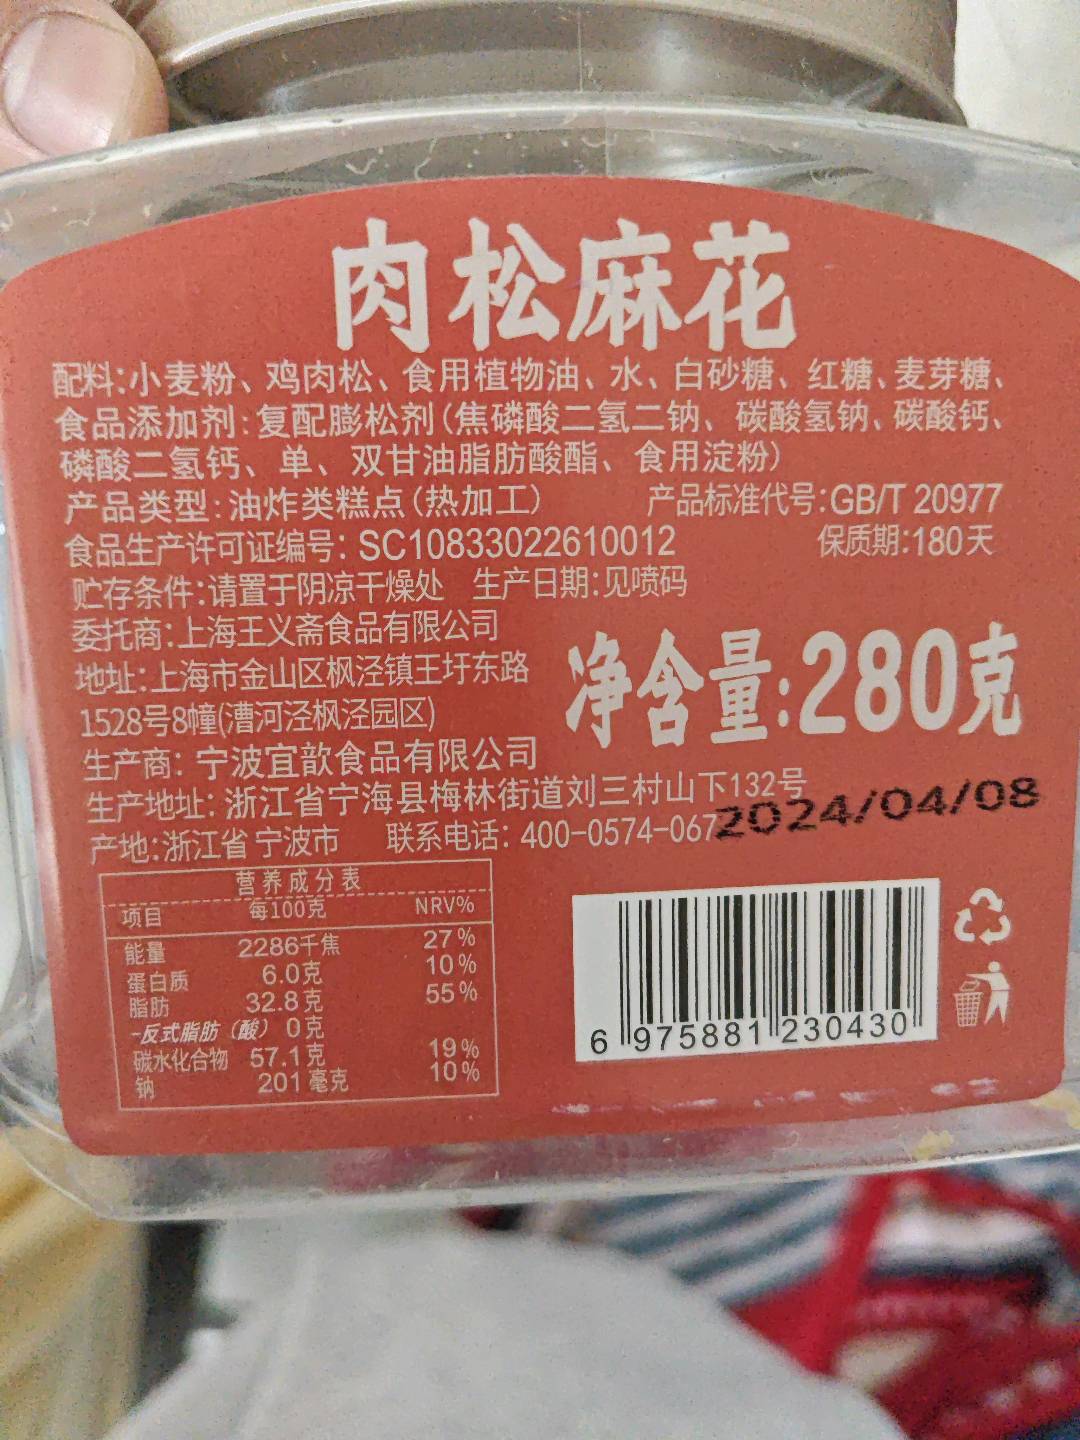 肉松麻花
配料:小麦粉、鸡肉松、食用植物油、水、白砂糖、红糖、麦芽糖、
食品添加剂:复配膨松剂(焦磷酸二氢二钠、碳酸氢钠、碳酸钙、
磷酸二氢钙、单、双甘油脂肪酸酯、食用淀粉)
产品类型:油炸类糕点(热加工) 产品标准代号:GB/T 20977
食品生产许可证编号: SC10833022610012 保质期:180天
贮存条件:请置于阴凉干燥处 生产日期:见喷码
委托商:上海王义斋食品有限公司
地址:上海市金山区枫泾镇王圩东路
1528号8幢(漕河泾枫泾园区)
净含量:280克
生产商: 宁波宜歆食品有限公司
生产地址: 浙江省宁海县梅林街道刘三村山下132号
产地:浙江省宁波市 联系电话: 400-0574-067
2024/04/08
营养成分表
项目 每100克 NRV%
能量 2286千焦 27%
蛋白质 6.0克 10%
脂肪 32.8克 55%
-反式脂肪(酸) 0克
碳水化合物 57.1克 19%
钠 201毫克 10%
6 975881 230430